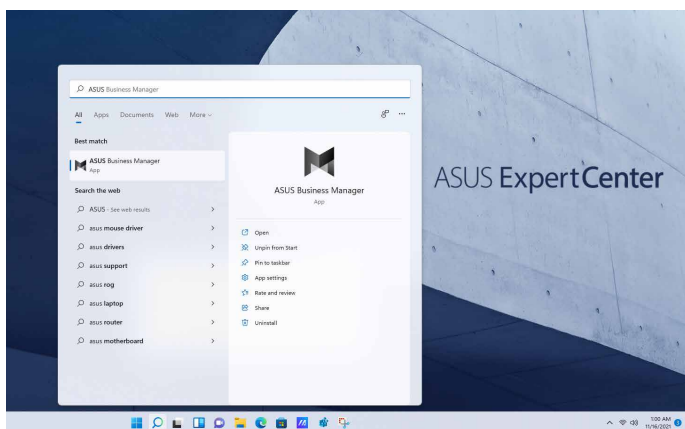 ASUS Business Manager
All Apps Documents Web More
Best match
ASUS Business Manager
App
Search the web
ASUS - See web results
asus mouse driver
asus drivers
asus support
asus rog
asus laptop
asus router
asus motherboard
ASUS Business Manager
App
Open
Unpin from Start
Pin to taskbar
App settings
Rate and review
Share
Uninstall
ASUS ExpertCenter
1:00 AM
11/16/2021